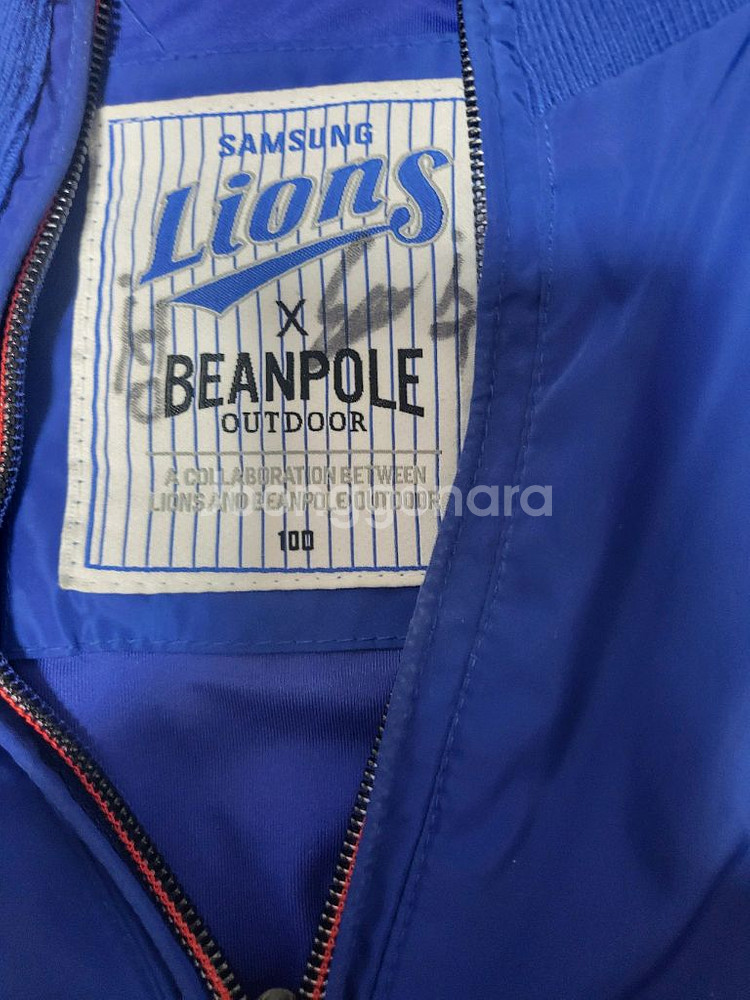 SAMSUNG
Lions
X
BEANPOLE
OUTDOOR
A COLLABORATION BETWEEN
LIONS AND BEANPOLE OUTDOOR
100